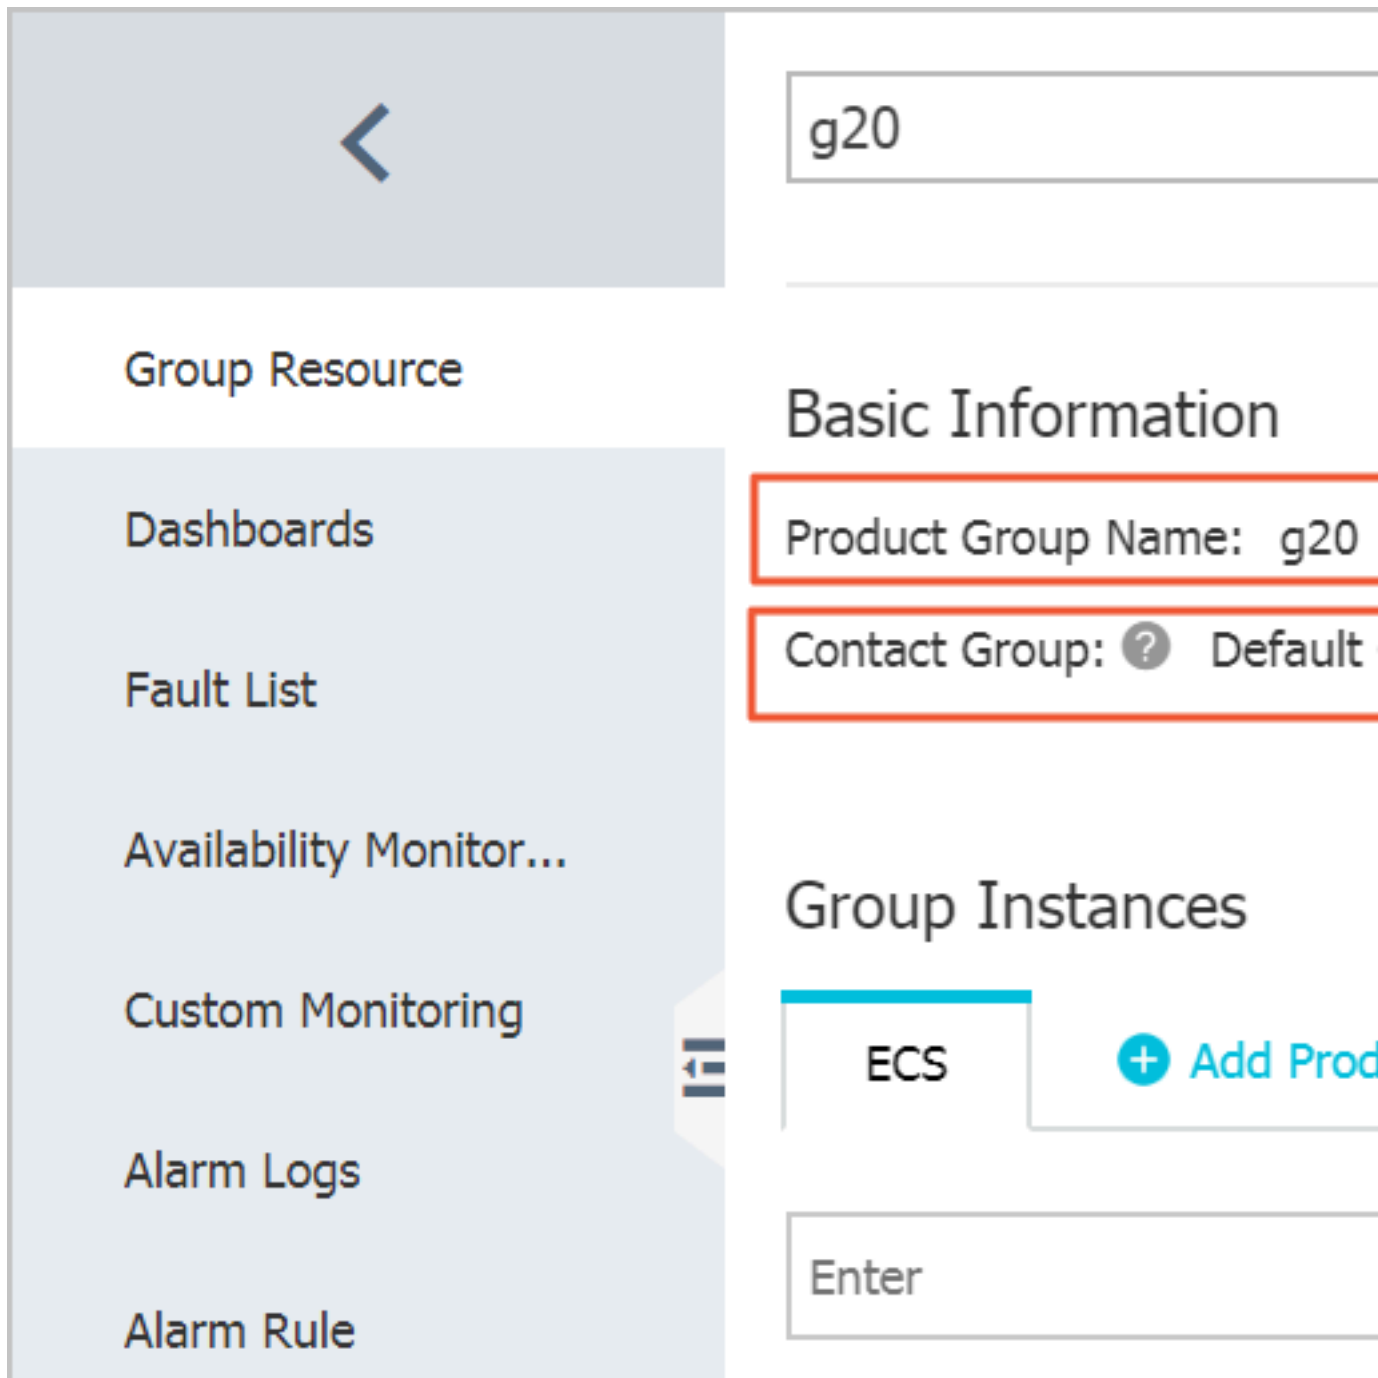 g20
Group Resource
Dashboards
Fault List
Availability Monitor...
Custom Monitoring
Alarm Logs
Alarm Rule
Basic Information
Product Group Name: g20
Contact Group: ? Default
Group Instances
ECS
Add Prod
Enter